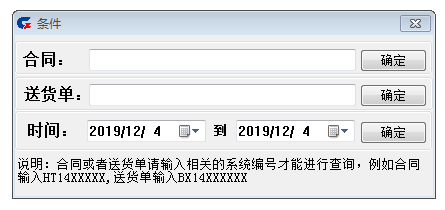 条件
合同： 确定
送货单： 确定
时间： 2019/12/ 4 到 2019/12/ 4 确定
说明：合同或者送货单请输入相关的系统编号才能进行查询，例如合同
输入HT14XXXXX,送货单输入BX14XXXXXX